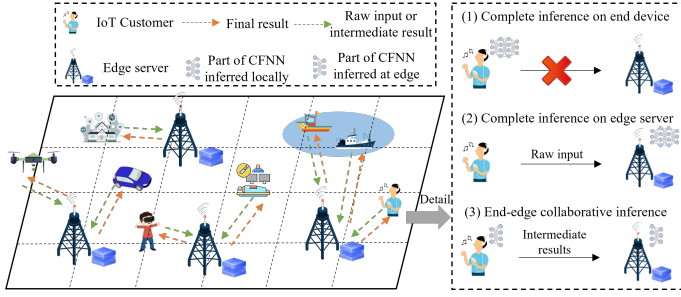 IoT Customer
Final result
Raw input or
intermediate result
Edge server
Part of CFNN
inferred locally
Part of CFNN
inferred at edge
Detail
(1) Complete inference on end device
(2) Complete inference on edge server
Raw input
(3) End-edge collaborative inference
Intermediate
results